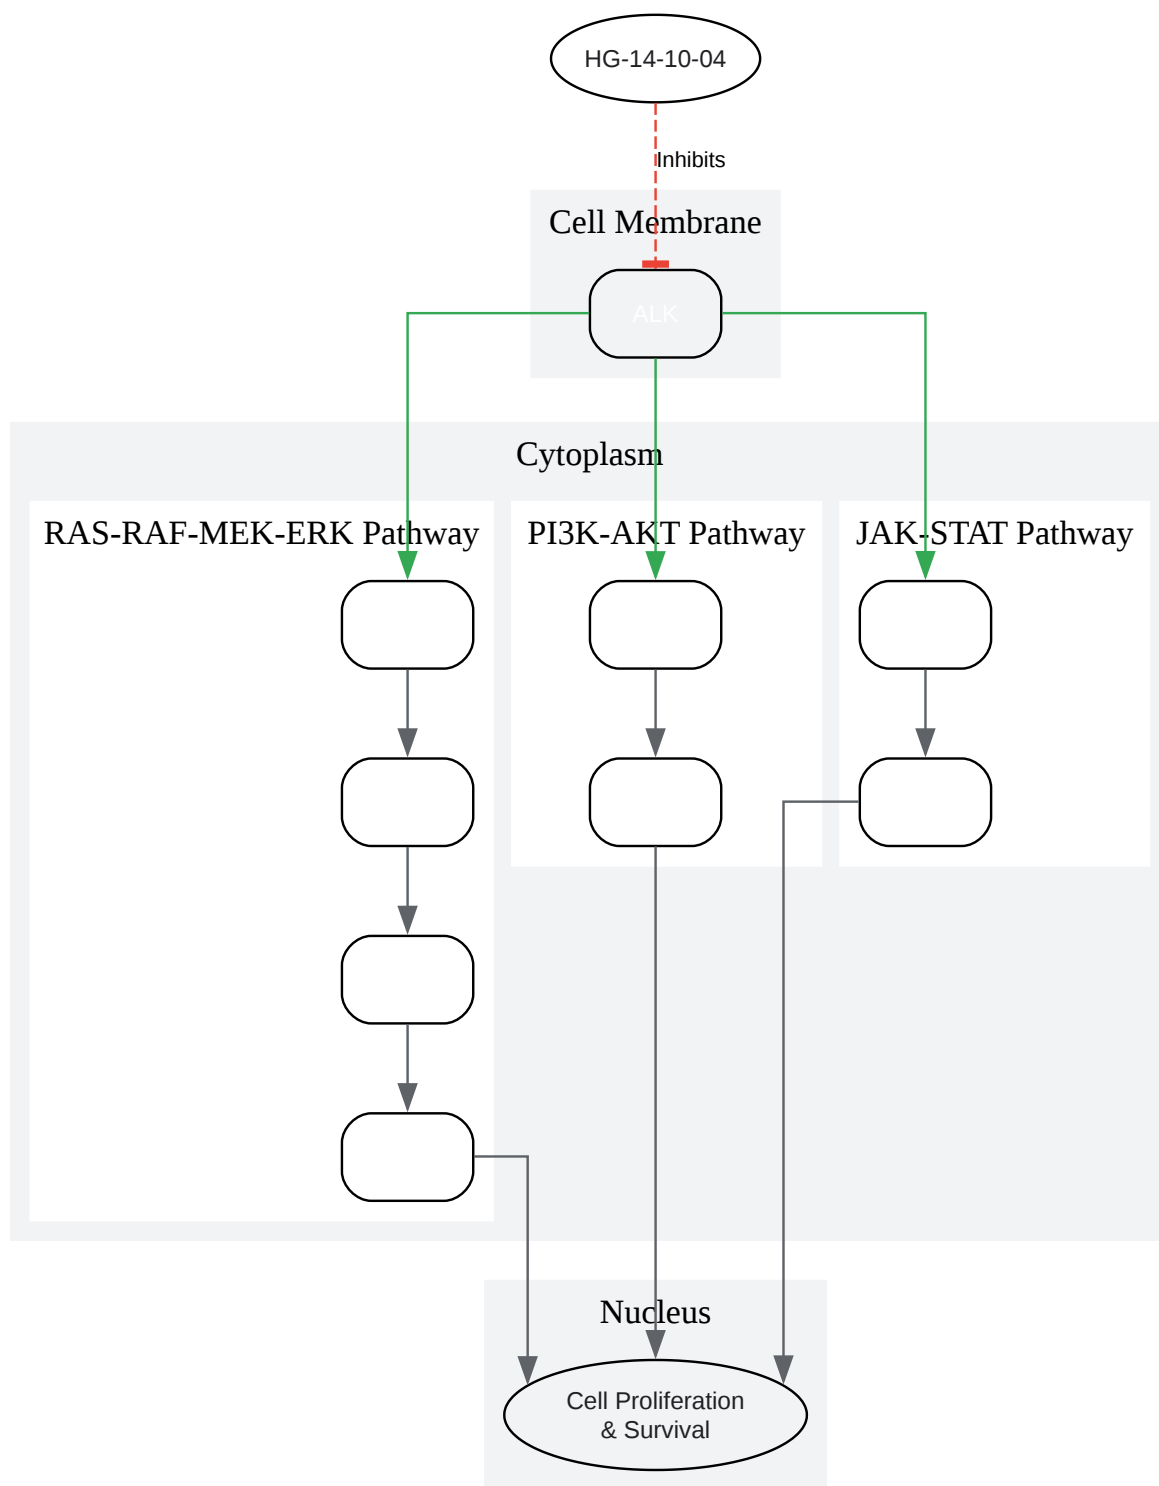 HG-14-10-04
Inhibits
Cell Membrane
ALK
Cytoplasm
RAS-RAF-MEK-ERK Pathway
PI3K-AKT Pathway
JAK-STAT Pathway
Nucleus
Cell Proliferation
& Survival